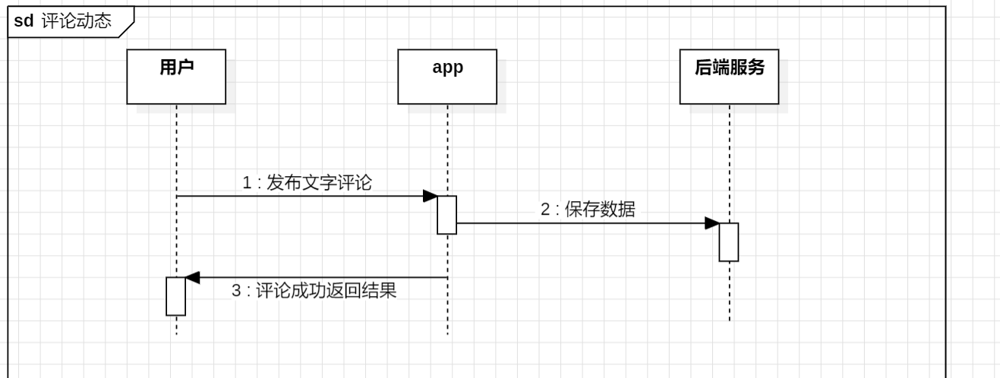 sd 评论动态
用户
app
后端服务
1 : 发布文字评论
2 : 保存数据
3 : 评论成功返回结果